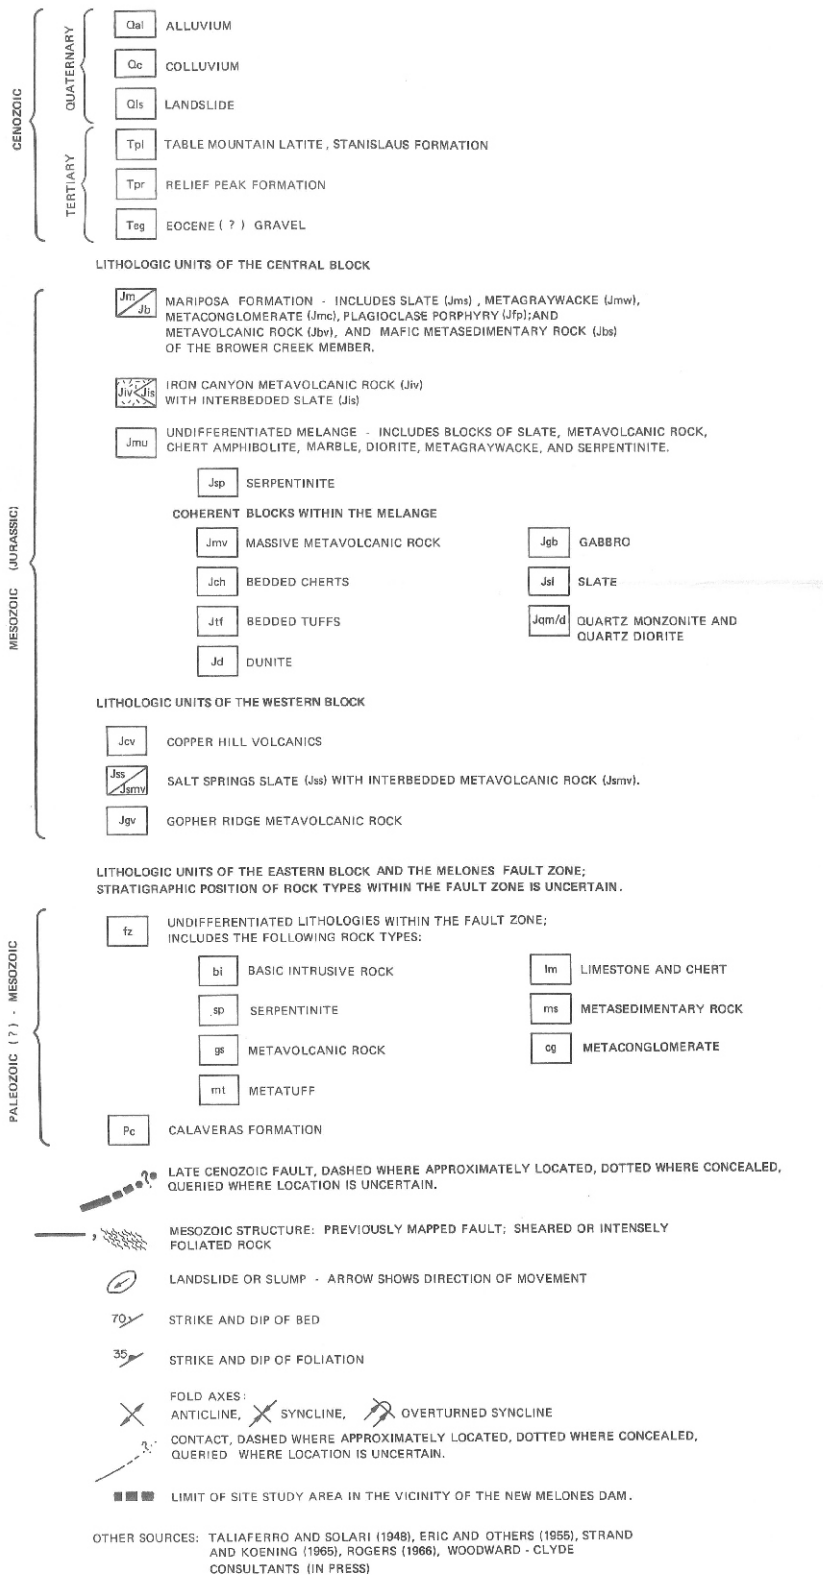 CENOZOIC
QUATERNARY
Qal ALLUVIUM
Qc COLLUVIUM
Qls LANDSLIDE
TERTIARY
Tpl TABLE MOUNTAIN LATITE, STANISLAUS FORMATION
Tpr RELIEF PEAK FORMATION
Teg EOCENE (?) GRAVEL
LITHOLOGIC UNITS OF THE CENTRAL BLOCK
MESOZOIC (JURASSIC)
Jm Jb MARIPOSA FORMATION - INCLUDES SLATE (Jms), METAGRAYWACKE (Jmw),
METACONGLOMERATE (Jmc), PLAGIOCLASE PORPHYRY (Jfp);AND
METAVOLCANIC ROCK (Jbv), AND MAFIC METASEDIMENTARY ROCK (Jbs)
OF THE BROWER CREEK MEMBER.
Jiv Jis IRON CANYON METAVOLCANIC ROCK (Jiv)
WITH INTERBEDDED SLATE (Jis)
Jmu UNDIFFERENTIATED MELANGE - INCLUDES BLOCKS OF SLATE, METAVOLCANIC ROCK,
CHERT AMPHIBOLITE, MARBLE, DIORITE, METAGRAYWACKE, AND SERPENTINITE.
Jsp SERPENTINITE
COHERENT BLOCKS WITHIN THE MELANGE
Jmv MASSIVE METAVOLCANIC ROCK
Jch BEDDED CHERTS
Jtf BEDDED TUFFS
Jd DUNITE
Jgb GABBRO
Jsl SLATE
Jqm/d QUARTZ MONZONITE AND
QUARTZ DIORITE
LITHOLOGIC UNITS OF THE WESTERN BLOCK
Jcv COPPER HILL VOLCANICS
Jss Jsmv SALT SPRINGS SLATE (Jss) WITH INTERBEDDED METAVOLCANIC ROCK (Jsmv).
Jgv GOPHER RIDGE METAVOLCANIC ROCK
LITHOLOGIC UNITS OF THE EASTERN BLOCK AND THE MELONES FAULT ZONE;
STRATIGRAPHIC POSITION OF ROCK TYPES WITHIN THE FAULT ZONE IS UNCERTAIN.
PALEOZOIC (?) - MESOZOIC
fz UNDIFFERENTIATED LITHOLOGIES WITHIN THE FAULT ZONE;
INCLUDES THE FOLLOWING ROCK TYPES:
bi BASIC INTRUSIVE ROCK
sp SERPENTINITE
gs METAVOLCANIC ROCK
mt METATUFF
lm LIMESTONE AND CHERT
ms METASEDIMENTARY ROCK
cg METACONGLOMERATE
Pc CALAVERAS FORMATION
? LATE CENOZOIC FAULT, DASHED WHERE APPROXIMATELY LOCATED, DOTTED WHERE CONCEALED,
QUERIED WHERE LOCATION IS UNCERTAIN.
, MESOZOIC STRUCTURE: PREVIOUSLY MAPPED FAULT; SHEARED OR INTENSELY
FOLIATED ROCK
LANDSLIDE OR SLUMP - ARROW SHOWS DIRECTION OF MOVEMENT
70 STRIKE AND DIP OF BED
35 STRIKE AND DIP OF FOLIATION
FOLD AXES:
ANTICLINE, SYNCLINE, OVERTURNED SYNCLINE
? CONTACT, DASHED WHERE APPROXIMATELY LOCATED, DOTTED WHERE CONCEALED,
QUERIED WHERE LOCATION IS UNCERTAIN.
LIMIT OF SITE STUDY AREA IN THE VICINITY OF THE NEW MELONES DAM.
OTHER SOURCES: TALIAFERRO AND SOLARI (1948), ERIC AND OTHERS (1955), STRAND
AND KOENING (1965), ROGERS (1966), WOODWARD - CLYDE
CONSULTANTS (IN PRESS)